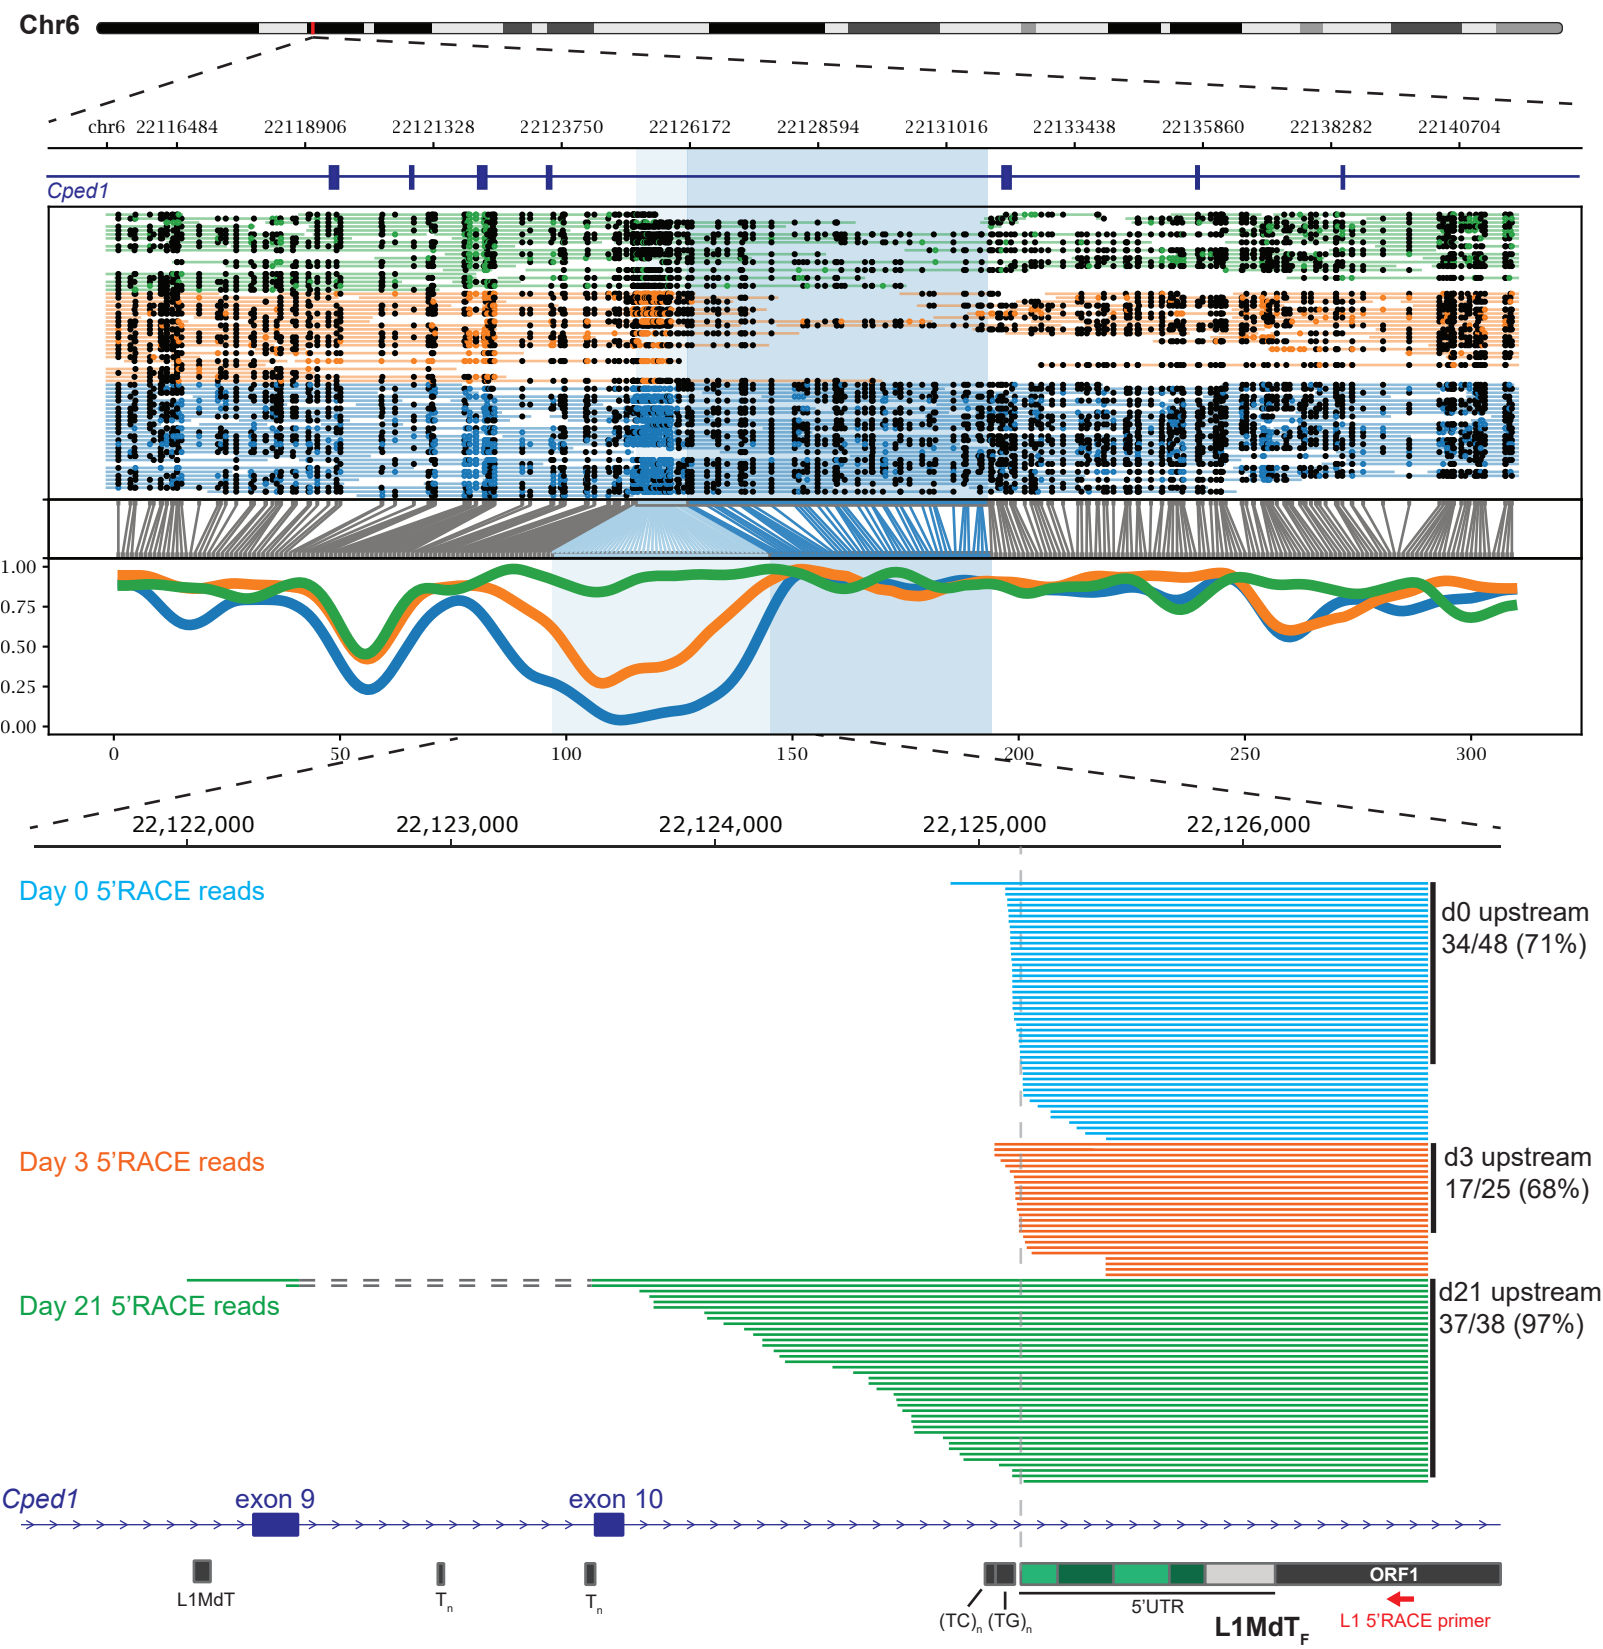 Chr6
chr6 22116484 22118906 22121328 22123750 22126172 22128594 22131016 22133438 22135860 22138282 22140704
Cped1
1.00
0.75
0.50
0.25
0.00
0 50 100 150 200 250 300
22,122,000 22,123,000 22,124,000 22,125,000 22,126,000
Day 0 5’RACE reads
d0 upstream
34/48 (71%)
Day 3 5’RACE reads
d3 upstream
17/25 (68%)
Day 21 5’RACE reads
d21 upstream
37/38 (97%)
Cped1 exon 9 exon 10
ORF1
L1MdT Tn Tn (TC)n (TG)n 5’UTR L1MdTF L1 5’RACE primer